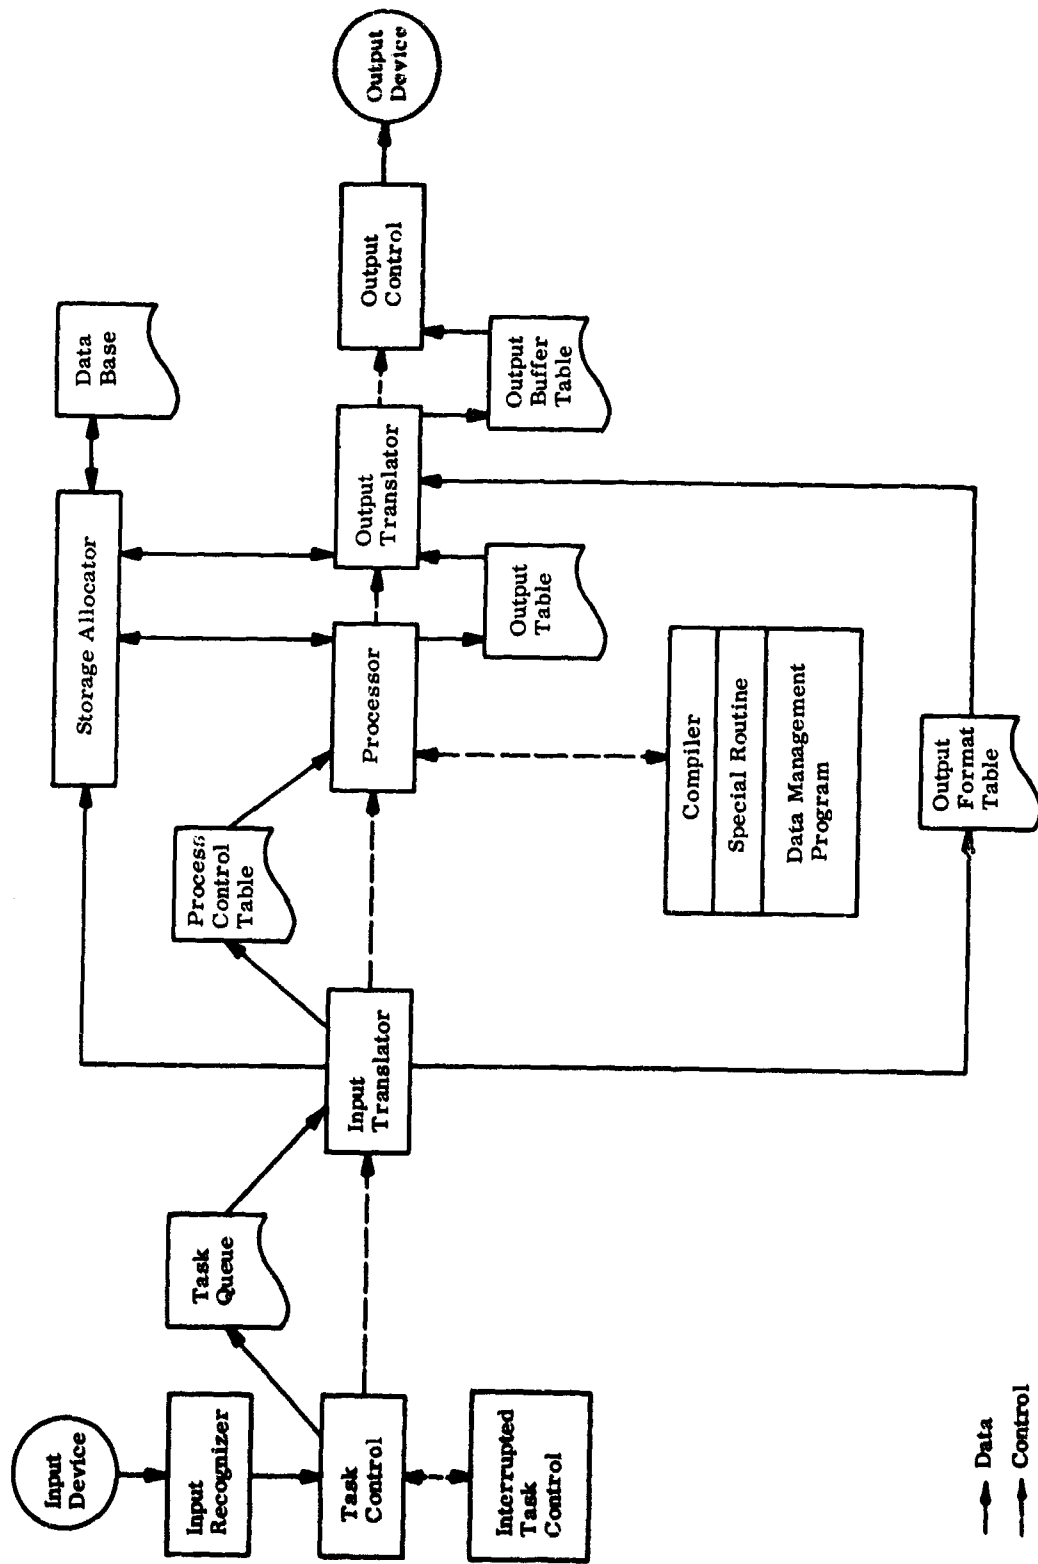 Input
Device
Input
Recognizer
Task
Control
Interrupted
Task
Control
Task
Queue
Input
Translator
Process
Control
Table
Storage Allocator
Data
Base
Processor
Output
Table
Output
Translator
Output
Buffer
Table
Output
Control
Output
Device
Compiler
Special Routine
Data Management
Program
Output
Format
Table
Data
Control